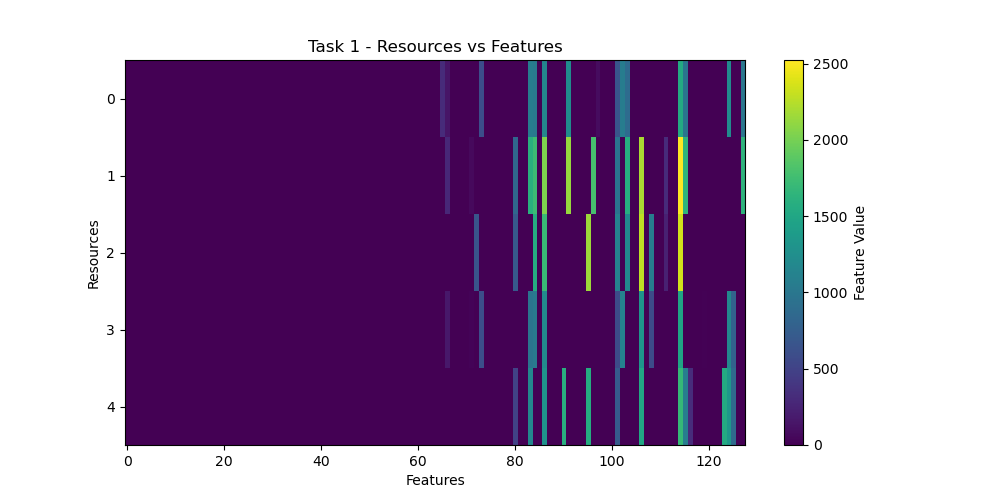 Task 1 - Resources vs Features
Resources
0
1
2
3
4
0 20 40 60 80 100 120
Features
2500
2000
1500
1000
500
0
Feature Value